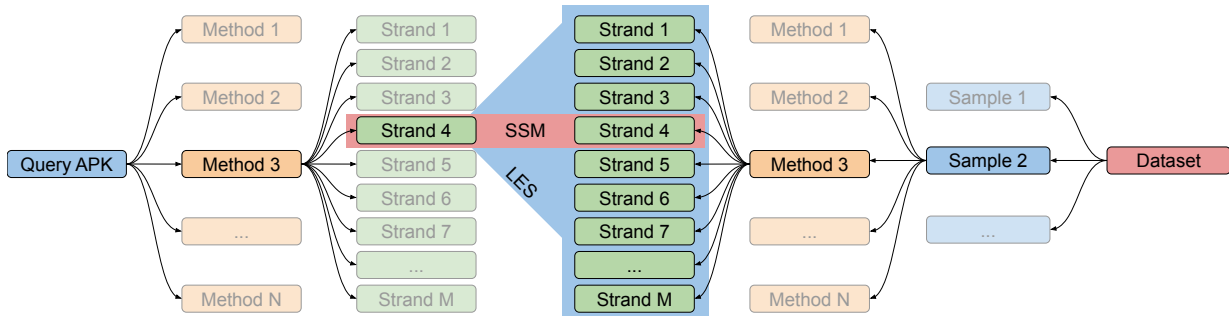 Query APK
Method 1
Method 2
Method 3
...
Method N
Strand 1
Strand 2
Strand 3
Strand 4
Strand 5
Strand 6
Strand 7
...
Strand M
SSM
LES
Strand 1
Strand 2
Strand 3
Strand 4
Strand 5
Strand 6
Strand 7
...
Strand M
Method 1
Method 2
Method 3
...
Method N
Sample 1
Sample 2
...
Dataset